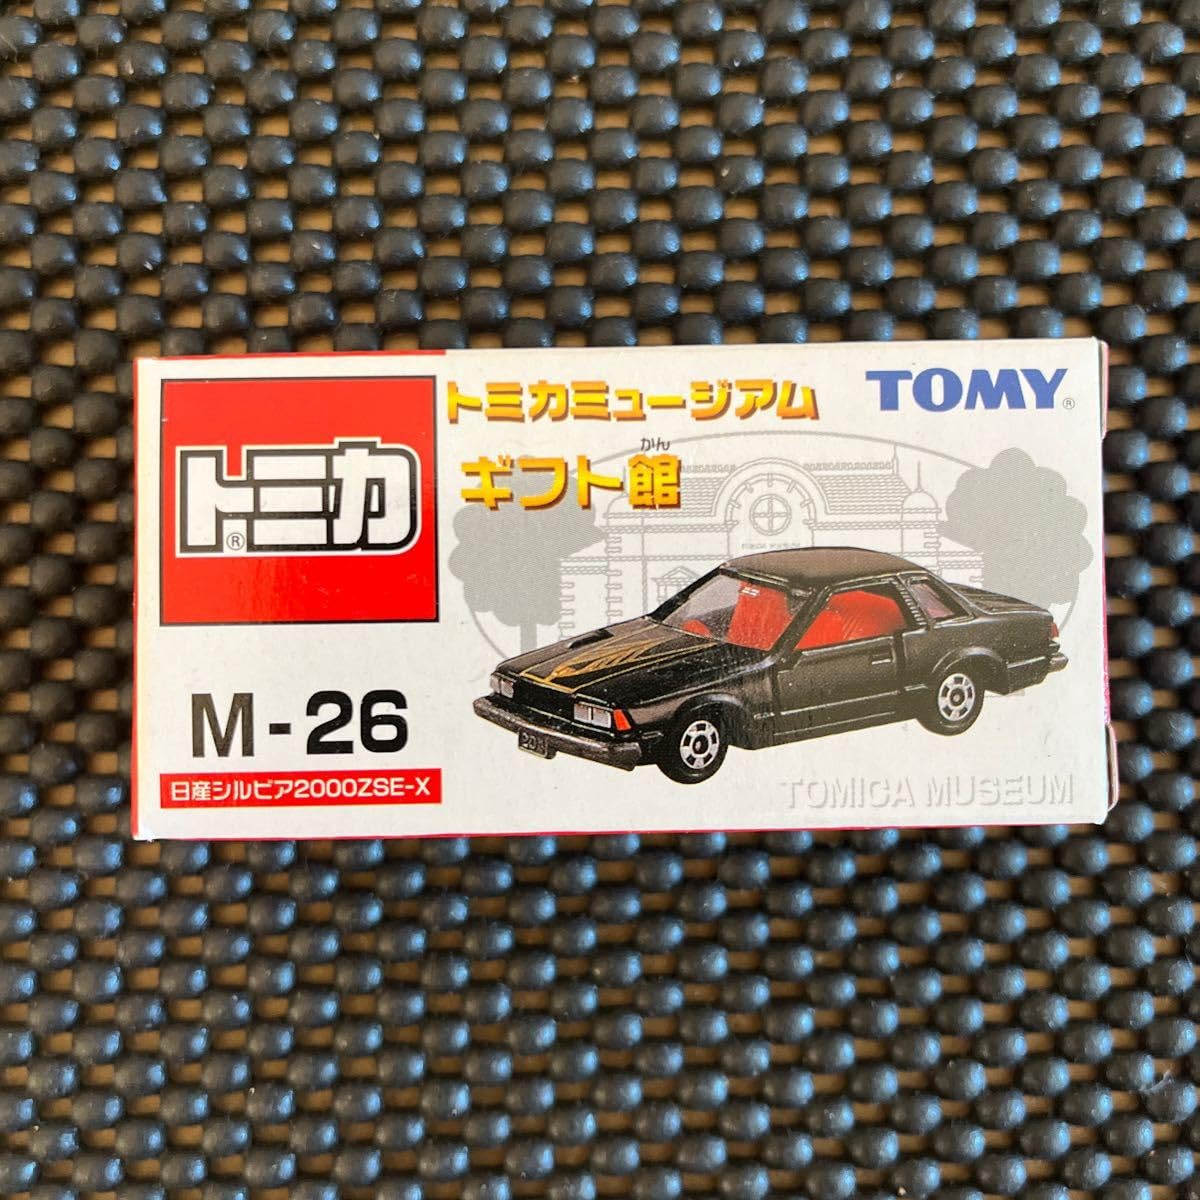 トミカ®
トミカミュージアム
かん
ギフト館
TOMY®
M-26
日産シルビア2000ZSE-X
TOMICA MUSEUM